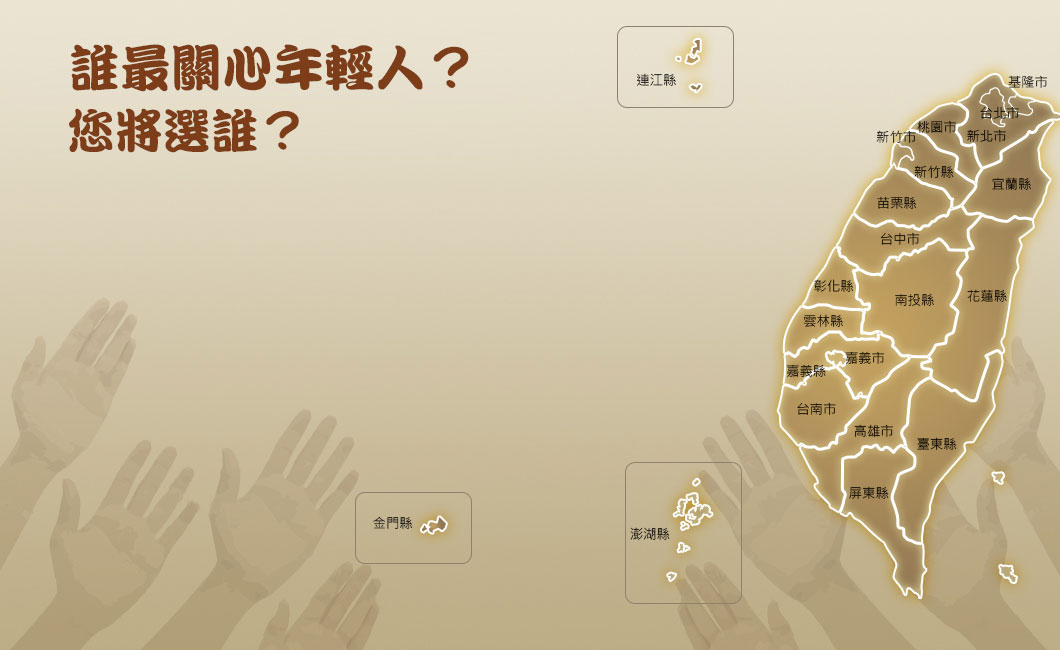 誰最關心年輕人？
您將選誰？
連江縣
基隆市
台北市
桃園市
新北市
新竹市
新竹縣
宜蘭縣
苗栗縣
台中市
彰化縣
南投縣
花蓮縣
雲林縣
嘉義市
嘉義縣
台南市
高雄市
臺東縣
屏東縣
金門縣
澎湖縣